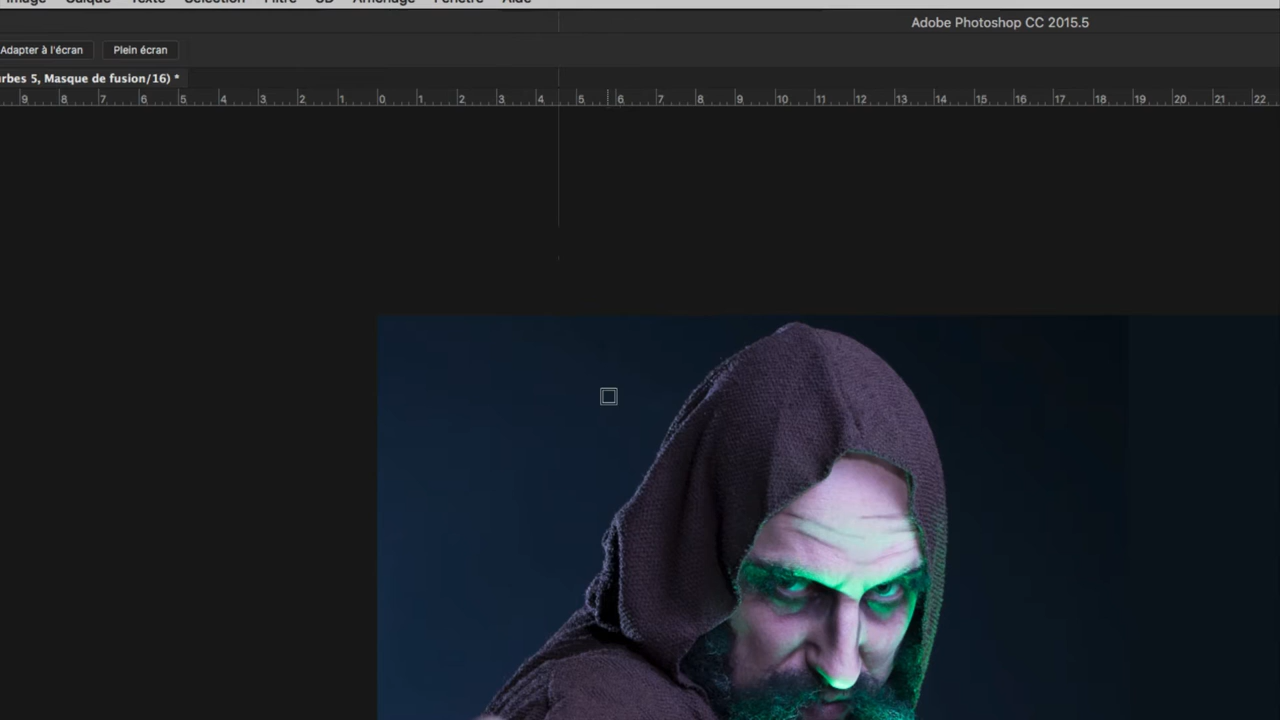 Image Calque Texte Sélection Filtre 3D Affichage Fenêtre Aide
Adobe Photoshop CC 2015.5
Adapter à l'écran Plein écran
rbes 5, Masque de fusion/16) *
9 8 7 6 5 4 3 2 1 0 1 2 3 4 5 6 7 8 9 10 11 12 13 14 15 16 17 18 19 20 21 22